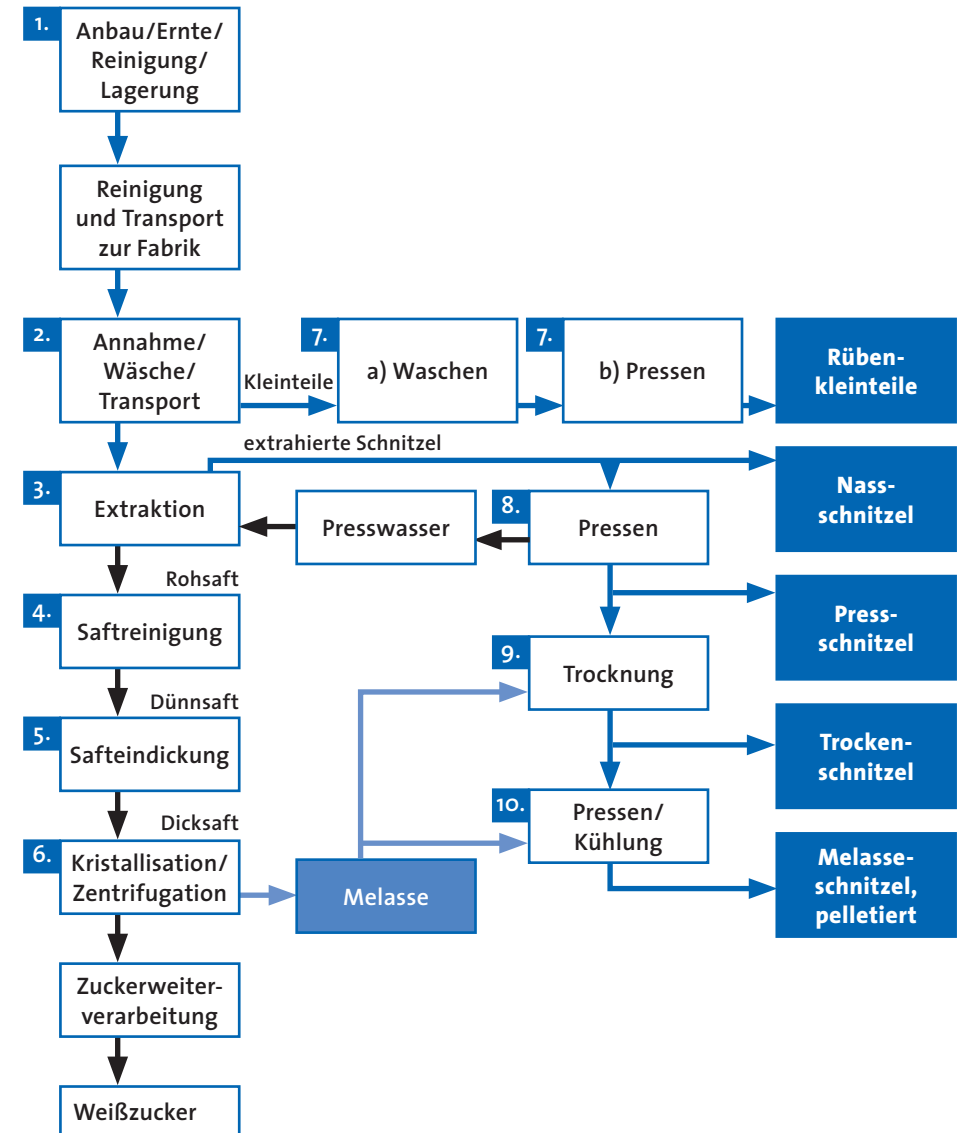 1.
Anbau/Ernte/
Reinigung/
Lagerung
Reinigung
und Transport
zur Fabrik
2.
Annahme/
Wäsche/
Transport
Kleinteile
7.
a) Waschen
7.
b) Pressen
Rüben-
kleinteile
extrahierte Schnitzel
3.
Extraktion
Presswasser
8.
Pressen
Nass-
schnitzel
Rohsaft
4.
Saftreinigung
Press-
schnitzel
9.
Trocknung
Dünnsaft
5.
Safteindickung
Trocken-
schnitzel
Dicksaft
10.
Pressen/
Kühlung
6.
Kristallisation/
Zentrifugation
Melasse
Melasse-
schnitzel,
pelletiert
Zuckerweiter-
verarbeitung
Weißzucker